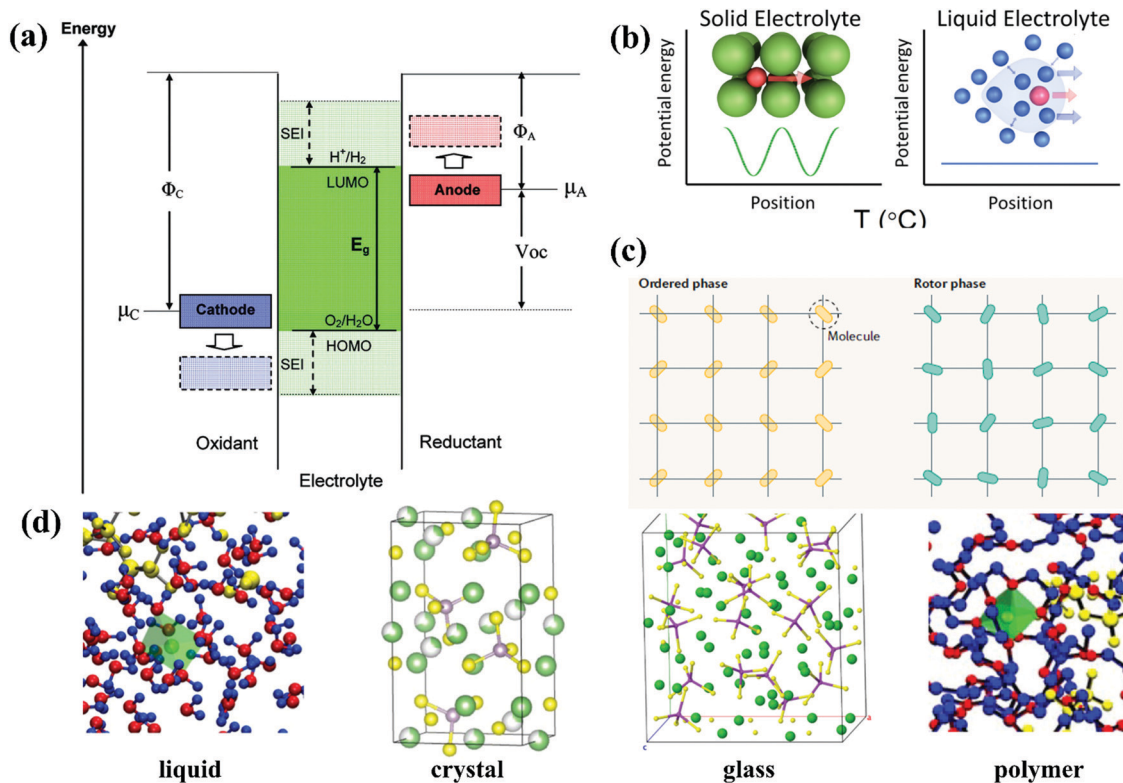 (a)
Energy
SEI
H⁺/H₂
LUMO
Φ_A
Φ_C
Anode
μ_A
E_g
Voc
μ_C
Cathode
O₂/H₂O
HOMO
SEI
Oxidant
Reductant
Electrolyte
(b)
Solid Electrolyte
Potential energy
Position
Liquid Electrolyte
Potential energy
Position
T (°C)
(c)
Ordered phase
Molecule
Rotor phase
(d)
liquid
crystal
a
c
glass
polymer